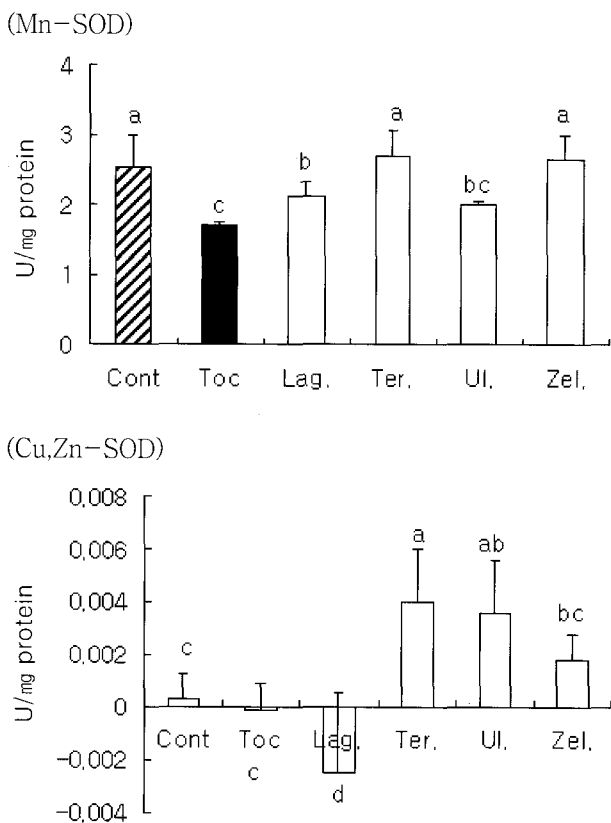 (Mn-SOD)
4
3
2
1
0
U/mg protein
a
c
b
a
bc
a
Cont Toc Lag. Ter. Ul. Zel.
(Cu,Zn-SOD)
0,008
0,006
0,004
0,002
0
-0,002
-0,004
U/mg protein
c
a
ab
bc
Cont Toc Lag. Ter. Ul. Zel.
c
d